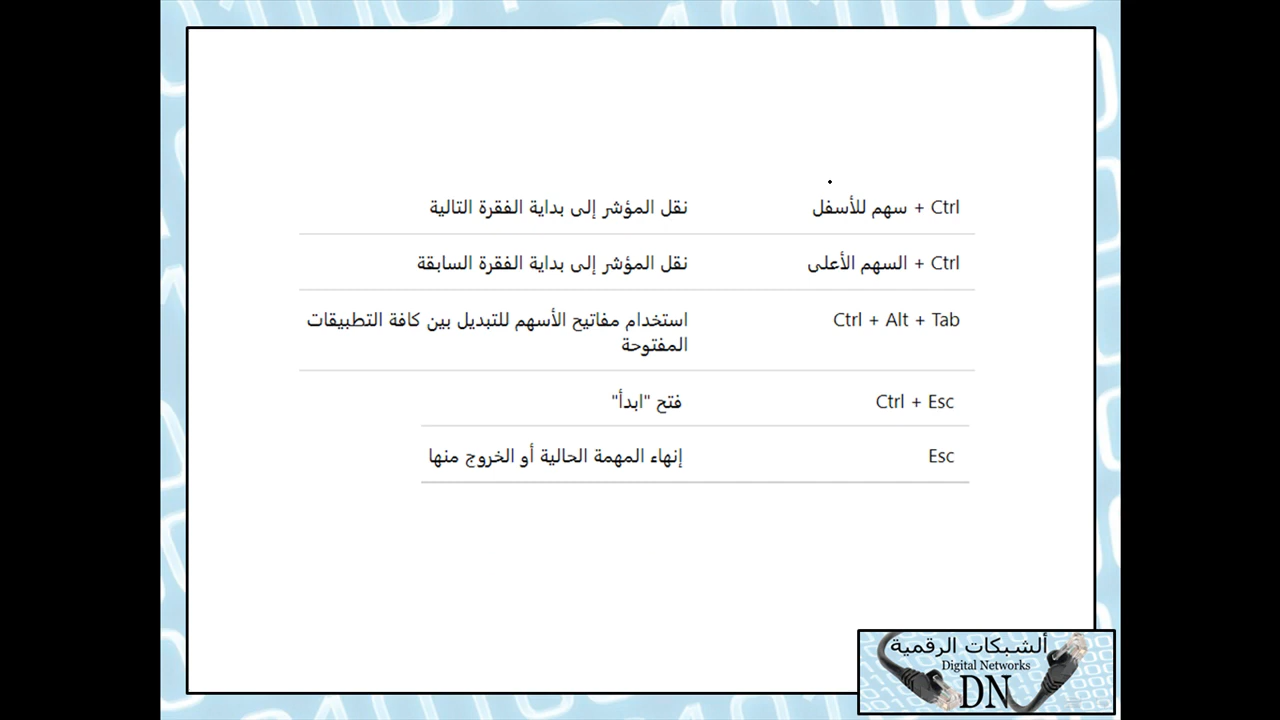 Ctrl + سهم للأسفل نقل المؤشر إلى بداية الفقرة التالية
Ctrl + السهم الأعلى نقل المؤشر إلى بداية الفقرة السابقة
Ctrl + Alt + Tab استخدام مفاتيح الأسهم للتبديل بين كافة التطبيقات
المفتوحة
Ctrl + Esc فتح "ابدأ"
Esc إنهاء المهمة الحالية أو الخروج منها
ألشبكات الرقمية
Digital Networks
DN